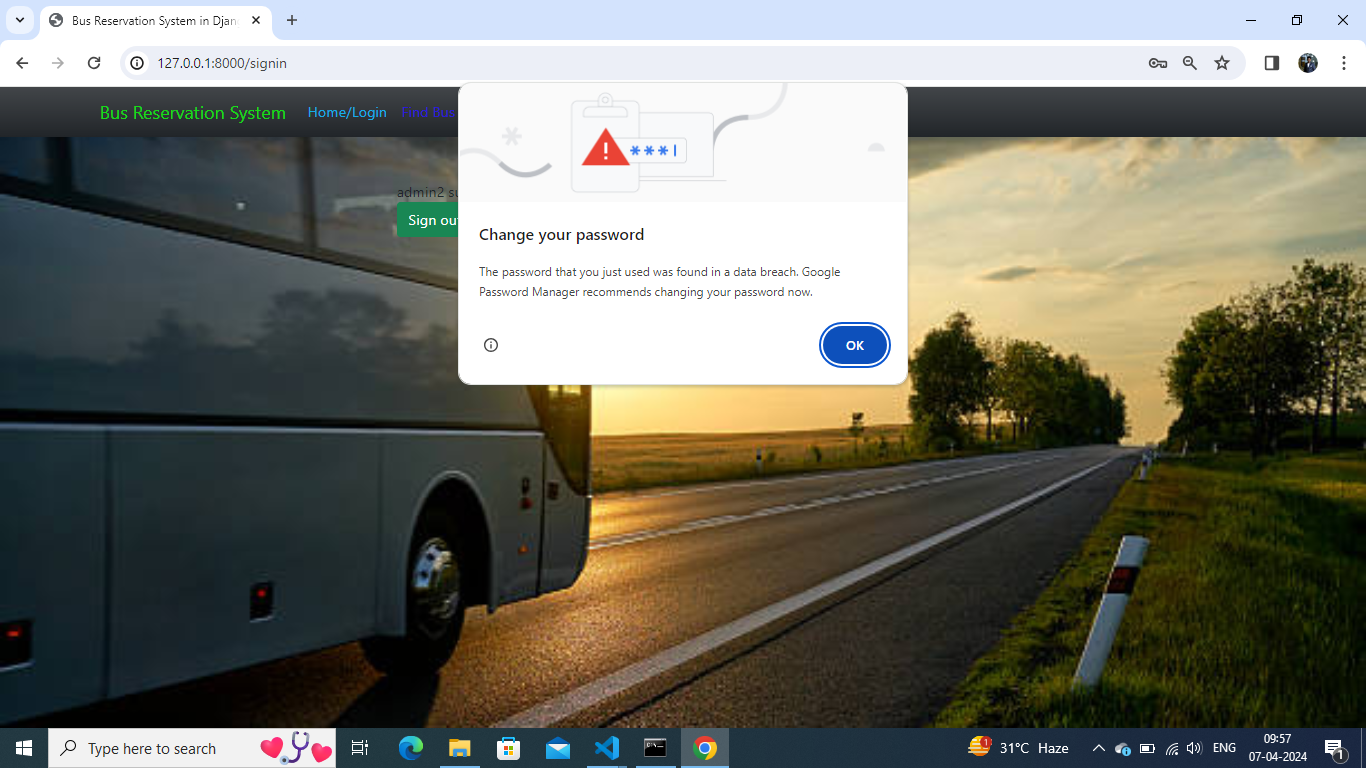 Bus Reservation System in Djan
127.0.0.1:8000/signin
Bus Reservation System
Home/Login
Find Bus
admin2 su
Sign out
***
Change your password
The password that you just used was found in a data breach. Google
Password Manager recommends changing your password now.
OK
Type here to search
1
31°C Haze
ENG
09:57
07-04-2024
1